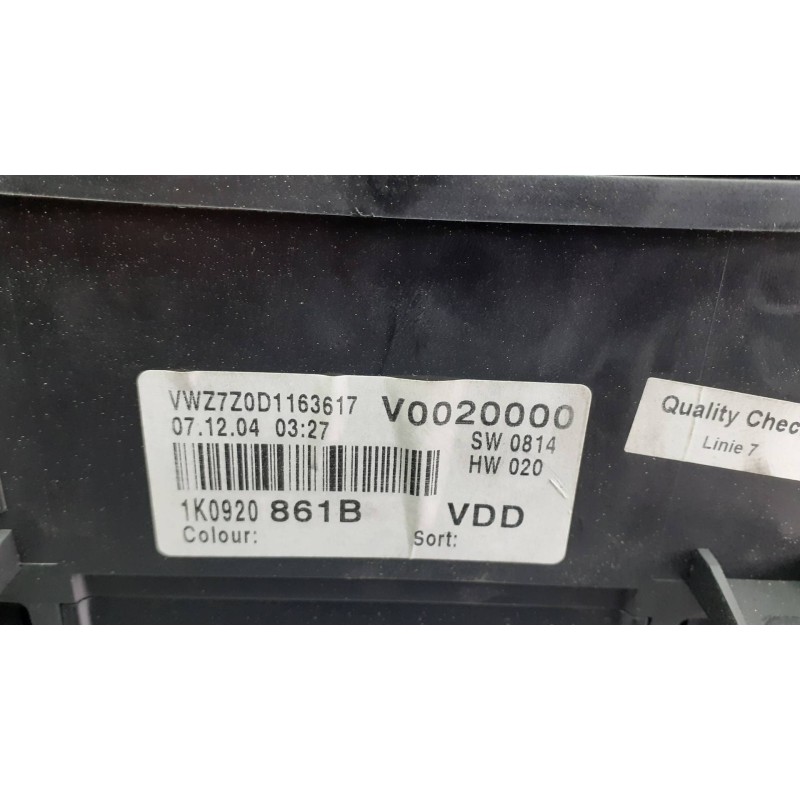 VWZ7Z0D1163617 V0020000
07.12.04 03:27 SW 0814
HW 020
1K0920 861B VDD
Colour: Sort:
Quality Chec
Linie 7